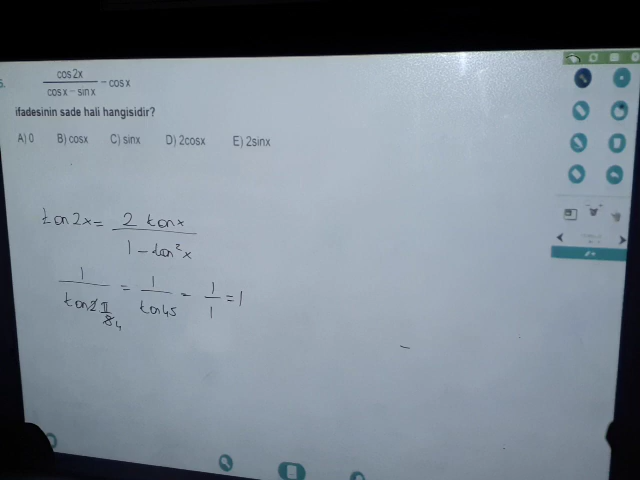 cos2x
cosx – sinx
– cosx
ifadesinin sade hali hangisidir?
A) 0 B) cosx C) sinx D) 2cosx E) 2sinx
tan2x = 2 tanx
1 – tan²x
1 = 1 = 1 = 1
tan2 π tan45 1
8 4